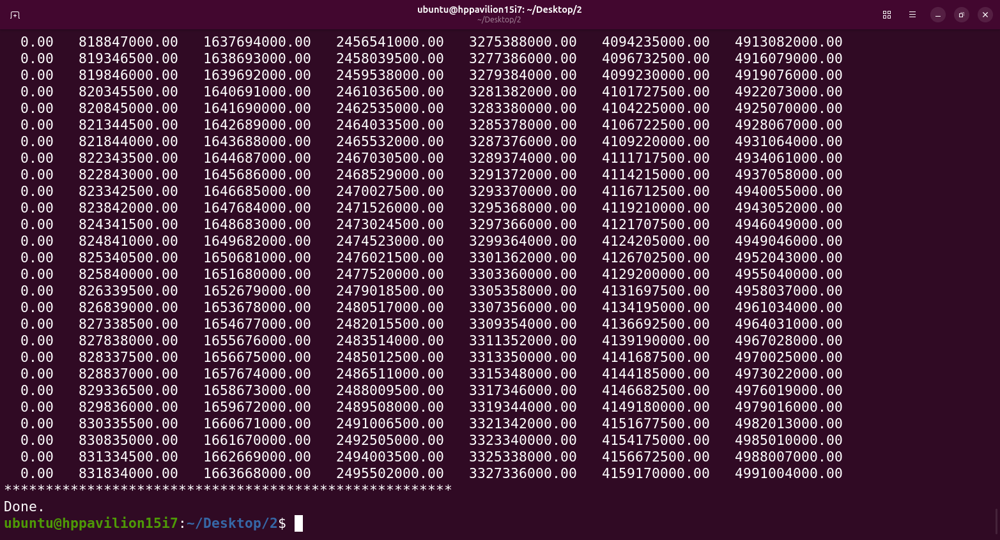 ubuntu@hppavilion15i7: ~/Desktop/2
~/Desktop/2
0.00 818847000.00 1637694000.00 2456541000.00 3275388000.00 4094235000.00 4913082000.00
0.00 819346500.00 1638693000.00 2458039500.00 3277386000.00 4096732500.00 4916079000.00
0.00 819846000.00 1639692000.00 2459538000.00 3279384000.00 4099230000.00 4919076000.00
0.00 820345500.00 1640691000.00 2461036500.00 3281382000.00 4101727500.00 4922073000.00
0.00 820845000.00 1641690000.00 2462535000.00 3283380000.00 4104225000.00 4925070000.00
0.00 821344500.00 1642689000.00 2464033500.00 3285378000.00 4106722500.00 4928067000.00
0.00 821844000.00 1643688000.00 2465532000.00 3287376000.00 4109220000.00 4931064000.00
0.00 822343500.00 1644687000.00 2467030500.00 3289374000.00 4111717500.00 4934061000.00
0.00 822843000.00 1645686000.00 2468529000.00 3291372000.00 4114215000.00 4937058000.00
0.00 823342500.00 1646685000.00 2470027500.00 3293370000.00 4116712500.00 4940055000.00
0.00 823842000.00 1647684000.00 2471526000.00 3295368000.00 4119210000.00 4943052000.00
0.00 824341500.00 1648683000.00 2473024500.00 3297366000.00 4121707500.00 4946049000.00
0.00 824841000.00 1649682000.00 2474523000.00 3299364000.00 4124205000.00 4949046000.00
0.00 825340500.00 1650681000.00 2476021500.00 3301362000.00 4126702500.00 4952043000.00
0.00 825840000.00 1651680000.00 2477520000.00 3303360000.00 4129200000.00 4955040000.00
0.00 826339500.00 1652679000.00 2479018500.00 3305358000.00 4131697500.00 4958037000.00
0.00 826839000.00 1653678000.00 2480517000.00 3307356000.00 4134195000.00 4961034000.00
0.00 827338500.00 1654677000.00 2482015500.00 3309354000.00 4136692500.00 4964031000.00
0.00 827838000.00 1655676000.00 2483514000.00 3311352000.00 4139190000.00 4967028000.00
0.00 828337500.00 1656675000.00 2485012500.00 3313350000.00 4141687500.00 4970025000.00
0.00 828837000.00 1657674000.00 2486511000.00 3315348000.00 4144185000.00 4973022000.00
0.00 829336500.00 1658673000.00 2488009500.00 3317346000.00 4146682500.00 4976019000.00
0.00 829836000.00 1659672000.00 2489508000.00 3319344000.00 4149180000.00 4979016000.00
0.00 830335500.00 1660671000.00 2491006500.00 3321342000.00 4151677500.00 4982013000.00
0.00 830835000.00 1661670000.00 2492505000.00 3323340000.00 4154175000.00 4985010000.00
0.00 831334500.00 1662669000.00 2494003500.00 3325338000.00 4156672500.00 4988007000.00
0.00 831834000.00 1663668000.00 2495502000.00 3327336000.00 4159170000.00 4991004000.00
******************************************************
Done.
ubuntu@hppavilion15i7:~/Desktop/2$